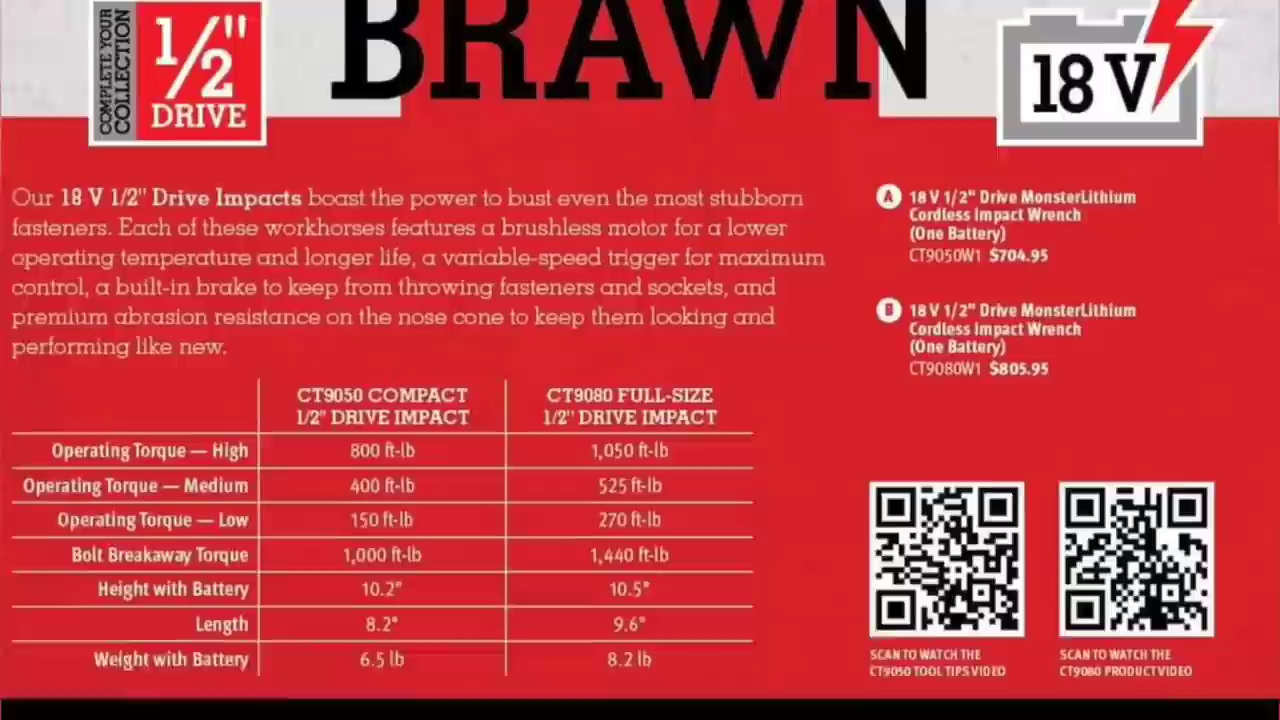 COMPLETE YOUR
COLLECTION
1/2"
DRIVE
BRAWN
18 V
Our 18 V 1/2" Drive Impacts boast the power to bust even the most stubborn
fasteners. Each of these workhorses features a brushless motor for a lower
operating temperature and longer life, a variable-speed trigger for maximum
control, a built-in brake to keep from throwing fasteners and sockets, and
premium abrasion resistance on the nose cone to keep them looking and
performing like new.
A 18 V 1/2" Drive MonsterLithium
Cordless Impact Wrench
(One Battery)
CT9050W1 $704.95
B 18 V 1/2" Drive MonsterLithium
Cordless Impact Wrench
(One Battery)
CT9080W1 $805.95
CT9050 COMPACT CT9080 FULL-SIZE
1/2" DRIVE IMPACT 1/2" DRIVE IMPACT
Operating Torque — High 800 ft-lb 1,050 ft-lb
Operating Torque — Medium 400 ft-lb 525 ft-lb
Operating Torque — Low 150 ft-lb 270 ft-lb
Bolt Breakaway Torque 1,000 ft-lb 1,440 ft-lb
Height with Battery 10.2" 10.5"
Length 8.2" 9.6"
Weight with Battery 6.5 lb 8.2 lb
SCAN TO WATCH THE
CT9050 TOOL TIPS VIDEO
SCAN TO WATCH THE
CT9080 PRODUCT VIDEO